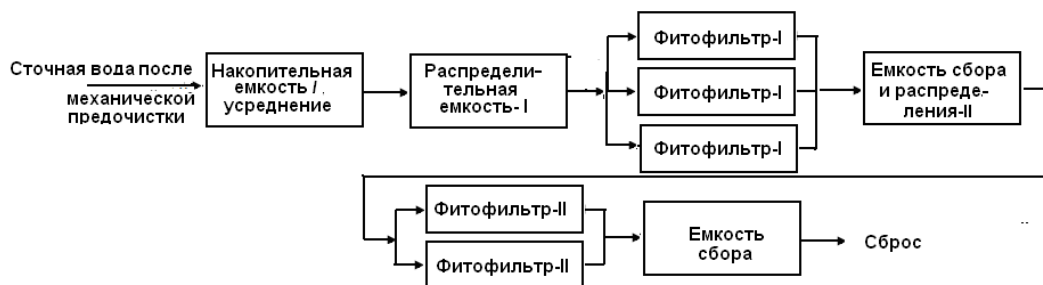 Сточная вода после
механической
предочистки
Накопительная
емкость /
усреднение
Распредели-
тельная
емкость- I
Фитофильтр-I
Фитофильтр-I
Фитофильтр-I
Емкость сбора
и распреде-
ления-II
Фитофильтр-II
Фитофильтр-II
Емкость
сбора
Сброс